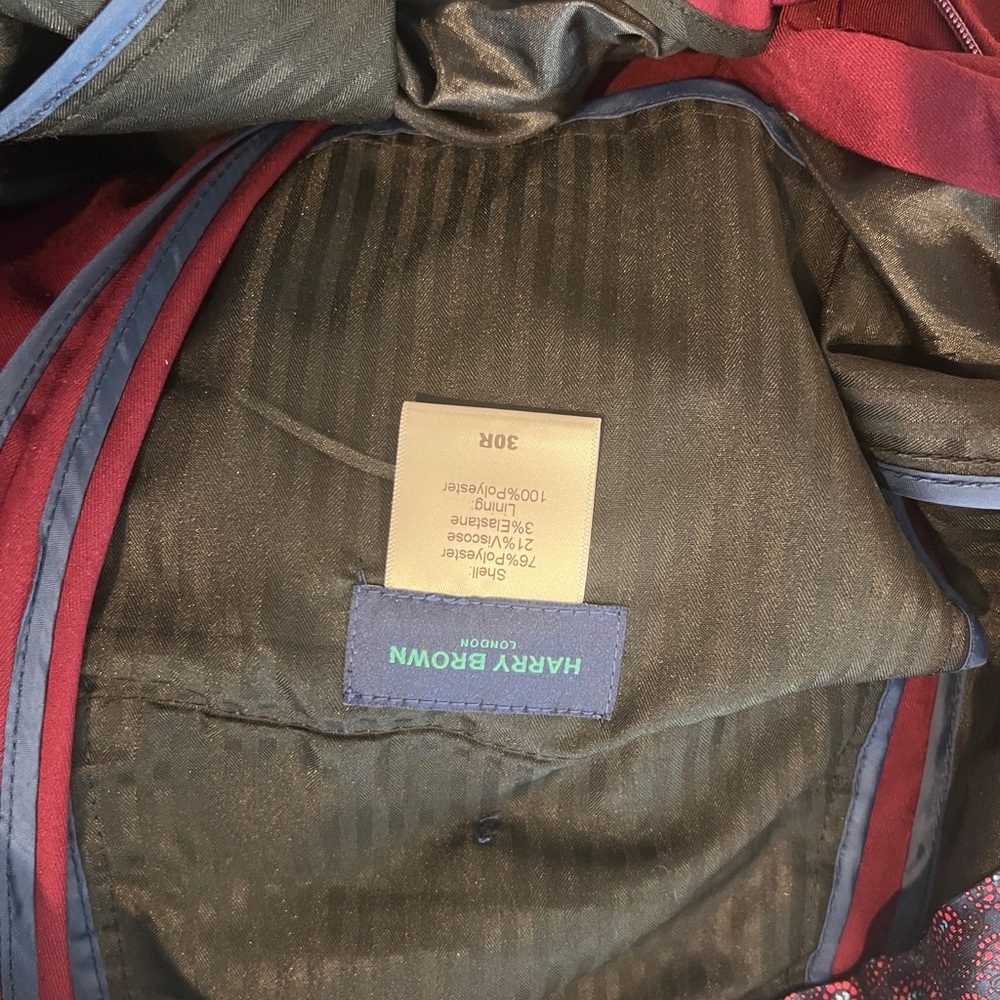 HARRY BROWN
LONDON
Shell:
76%Polyester
21%Viscose
3%Elastane
Lining:
100%Polyester
30R